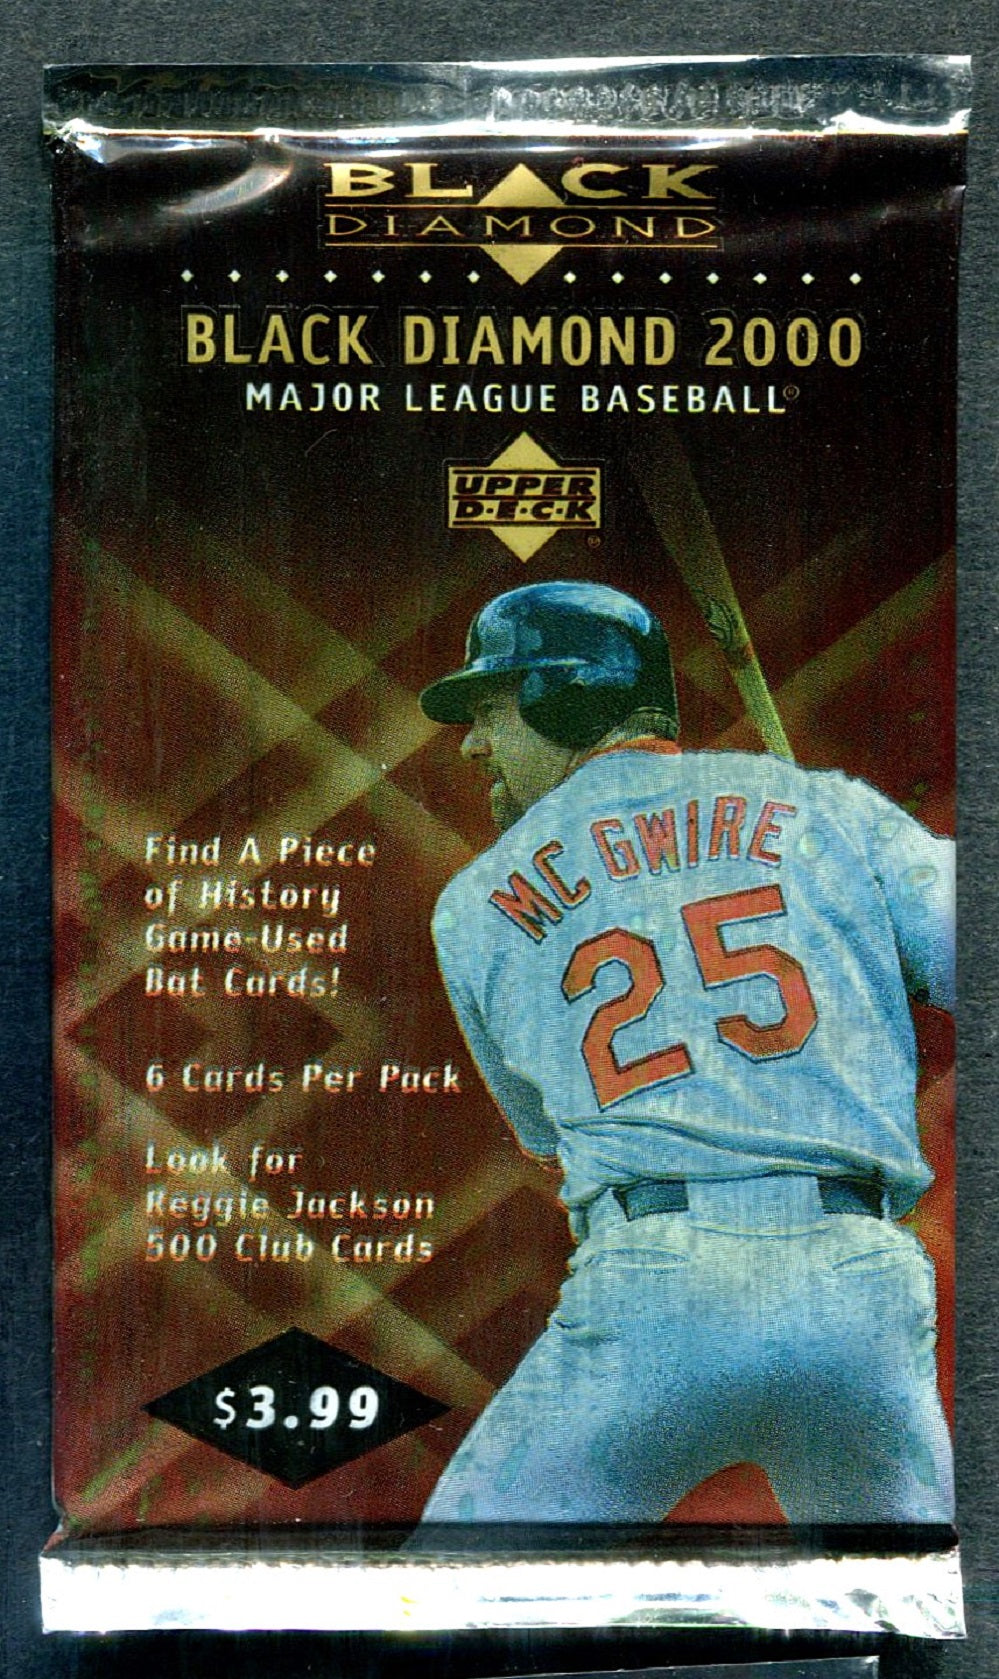 BLACK
DIAMOND
BLACK DIAMOND 2000
MAJOR LEAGUE BASEBALL®
UPPER
D•E•C•K
MC GWIRE
25
Find A Piece
of History
Game-Used
Bat Cards!
6 Cards Per Pack
Look for
Reggie Jackson
500 Club Cards
$3.99